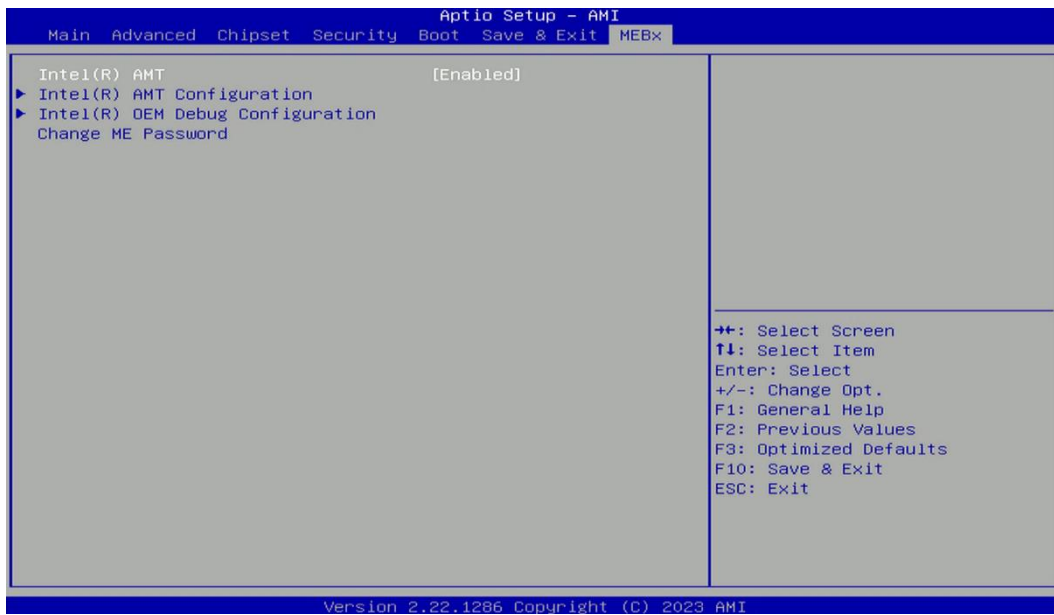 Aptio Setup - AMI
Main Advanced Chipset Security Boot Save & Exit MEBx
Intel(R) AMT [Enabled]
► Intel(R) AMT Configuration
► Intel(R) OEM Debug Configuration
Change ME Password
→←: Select Screen
↑↓: Select Item
Enter: Select
+/-: Change Opt.
F1: General Help
F2: Previous Values
F3: Optimized Defaults
F10: Save & Exit
ESC: Exit
Version 2.22.1286 Copyright (C) 2023 AMI